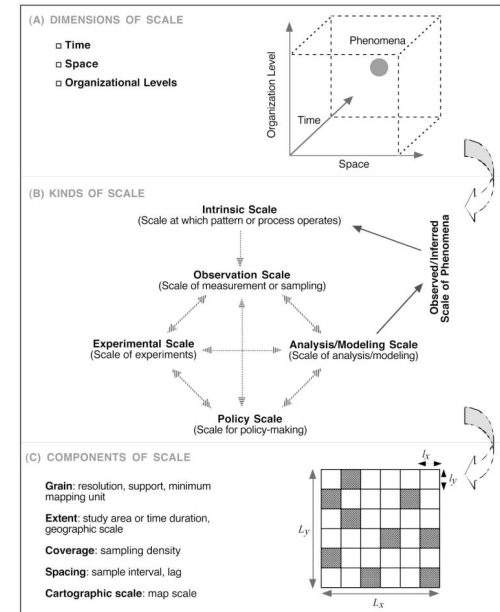 (A) DIMENSIONS OF SCALE
Time
Space
Organizational Levels
Phenomena
Organization Level
Time
Space
(B) KINDS OF SCALE
Intrinsic Scale
(Scale at which pattern or process operates)
Observation Scale
(Scale of measurement or sampling)
Observed/Inferred
Scale of Phenomena
Experimental Scale
(Scale of experiments)
Analysis/Modeling Scale
(Scale of analysis/modeling)
Policy Scale
(Scale for policy-making)
(C) COMPONENTS OF SCALE
Grain: resolution, support, minimum
mapping unit
Extent: study area or time duration,
geographic scale
Coverage: sampling density
Spacing: sample interval, lag
Cartographic scale: map scale
lx
ly
Ly
Lx